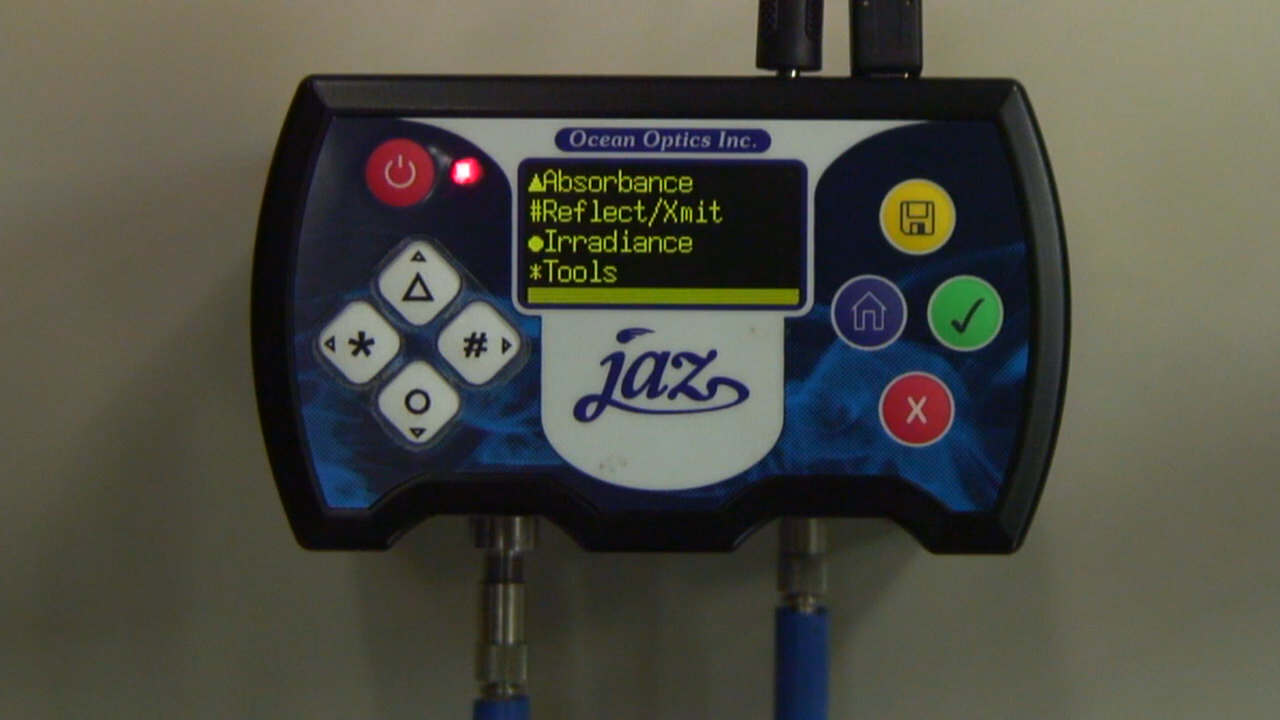 Ocean Optics Inc.
▲Absorbance
#Reflect/Xmit
●Irradiance
*Tools
*
#
jaz
X